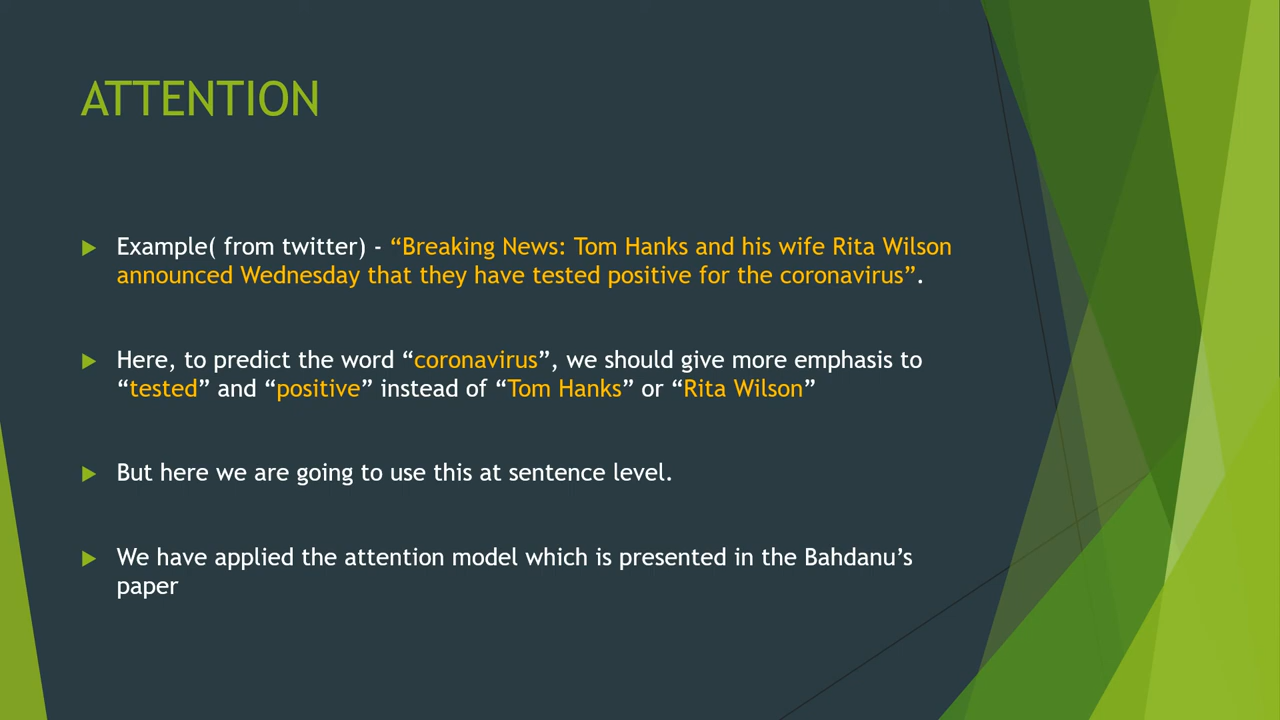 ATTENTION
Example( from twitter) - “Breaking News: Tom Hanks and his wife Rita Wilson
announced Wednesday that they have tested positive for the coronavirus”.
Here, to predict the word “coronavirus”, we should give more emphasis to
“tested” and “positive” instead of “Tom Hanks” or “Rita Wilson”
But here we are going to use this at sentence level.
We have applied the attention model which is presented in the Bahdanu’s
paper